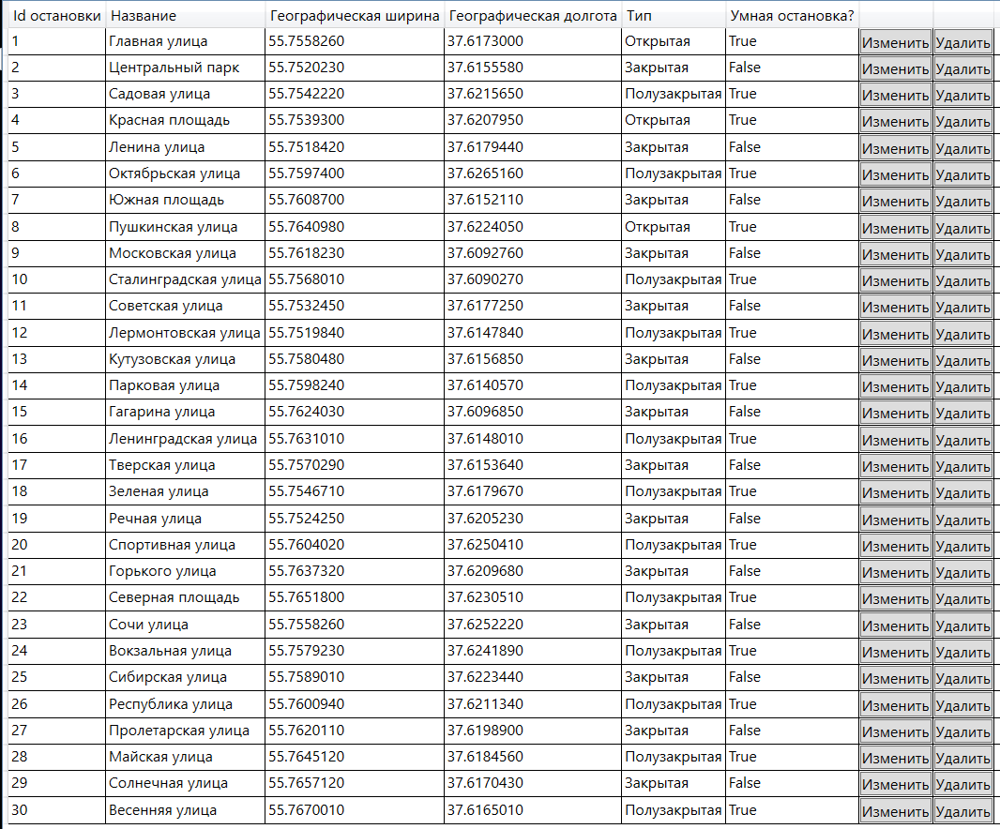 Id остановки Название Географическая ширина Географическая долгота Тип Умная остановка?
1 Главная улица 55.7558260 37.6173000 Открытая True Изменить Удалить
2 Центральный парк 55.7520230 37.6155580 Закрытая False Изменить Удалить
3 Садовая улица 55.7542220 37.6215650 Полузакрытая True Изменить Удалить
4 Красная площадь 55.7539300 37.6207950 Открытая True Изменить Удалить
5 Ленина улица 55.7518420 37.6179440 Закрытая False Изменить Удалить
6 Октябрьская улица 55.7597400 37.6265160 Полузакрытая True Изменить Удалить
7 Южная площадь 55.7608700 37.6152110 Закрытая False Изменить Удалить
8 Пушкинская улица 55.7640980 37.6224050 Открытая True Изменить Удалить
9 Московская улица 55.7618230 37.6092760 Закрытая False Изменить Удалить
10 Сталинградская улица 55.7568010 37.6090270 Полузакрытая True Изменить Удалить
11 Советская улица 55.7532450 37.6177250 Закрытая False Изменить Удалить
12 Лермонтовская улица 55.7519840 37.6147840 Полузакрытая True Изменить Удалить
13 Кутузовская улица 55.7580480 37.6156850 Закрытая False Изменить Удалить
14 Парковая улица 55.7598240 37.6140570 Полузакрытая True Изменить Удалить
15 Гагарина улица 55.7624030 37.6096850 Закрытая False Изменить Удалить
16 Ленинградская улица 55.7631010 37.6148010 Полузакрытая True Изменить Удалить
17 Тверская улица 55.7570290 37.6153640 Закрытая False Изменить Удалить
18 Зеленая улица 55.7546710 37.6179670 Полузакрытая True Изменить Удалить
19 Речная улица 55.7524250 37.6205230 Закрытая False Изменить Удалить
20 Спортивная улица 55.7604020 37.6250410 Полузакрытая True Изменить Удалить
21 Горького улица 55.7637320 37.6209680 Закрытая False Изменить Удалить
22 Северная площадь 55.7651800 37.6230510 Полузакрытая True Изменить Удалить
23 Сочи улица 55.7558260 37.6252220 Закрытая False Изменить Удалить
24 Вокзальная улица 55.7579230 37.6241890 Полузакрытая True Изменить Удалить
25 Сибирская улица 55.7589010 37.6223440 Закрытая False Изменить Удалить
26 Республика улица 55.7600940 37.6211340 Полузакрытая True Изменить Удалить
27 Пролетарская улица 55.7620110 37.6198900 Закрытая False Изменить Удалить
28 Майская улица 55.7645120 37.6184560 Полузакрытая True Изменить Удалить
29 Солнечная улица 55.7657120 37.6170430 Закрытая False Изменить Удалить
30 Весенняя улица 55.7670010 37.6165010 Полузакрытая True Изменить Удалить